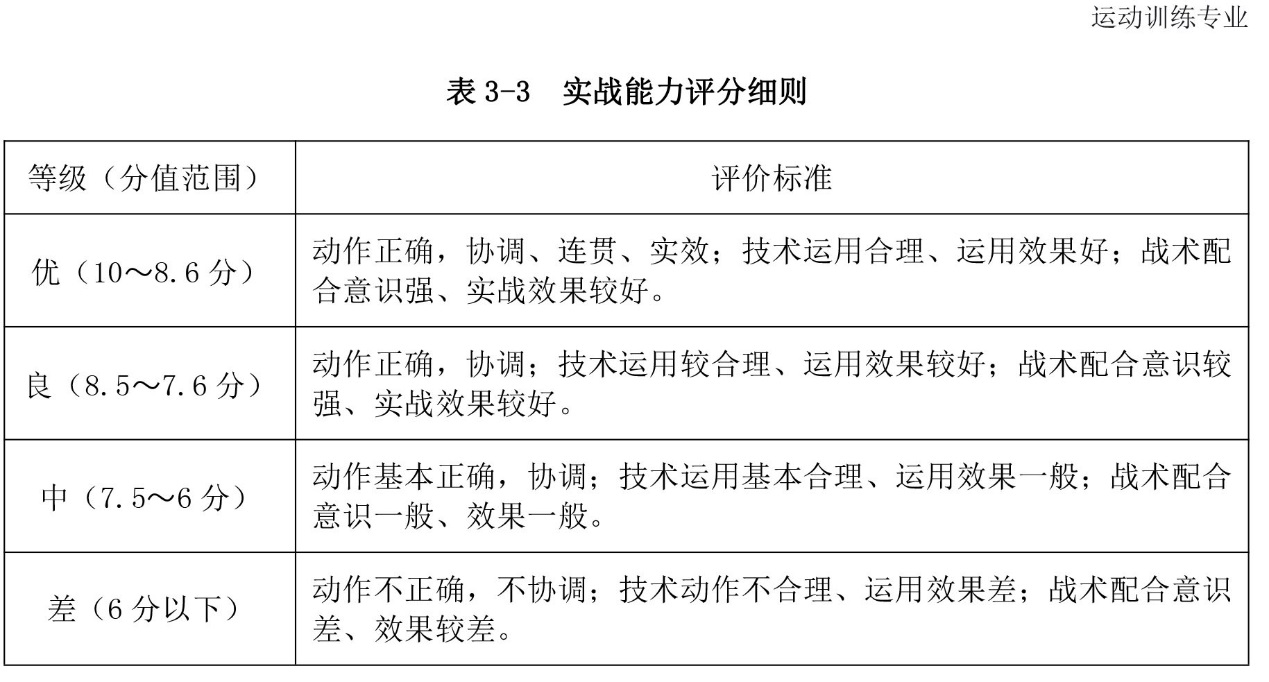 运动训练专业
表 3-3 实战能力评分细则
等级（分值范围）
评价标准
优（10～8.6 分）
动作正确，协调、连贯、实效；技术运用合理、运用效果好；战术配
合意识强、实战效果较好。
良（8.5～7.6 分）
动作正确，协调；技术运用较合理、运用效果较好；战术配合意识较
强、实战效果较好。
中（7.5～6 分）
动作基本正确，协调；技术运用基本合理、运用效果一般；战术配合
意识一般、效果一般。
差（6 分以下）
动作不正确，不协调；技术动作不合理、运用效果差；战术配合意识
差、效果较差。